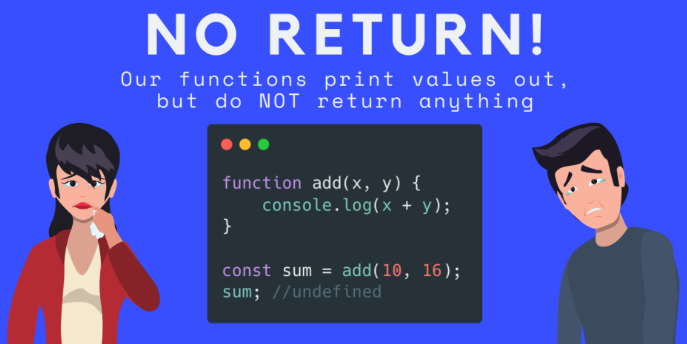 NO RETURN!
Our functions print values out,
but do NOT return anything
function add(x, y) {
    console.log(x + y);
}
const sum = add(10, 16);
sum; //undefined